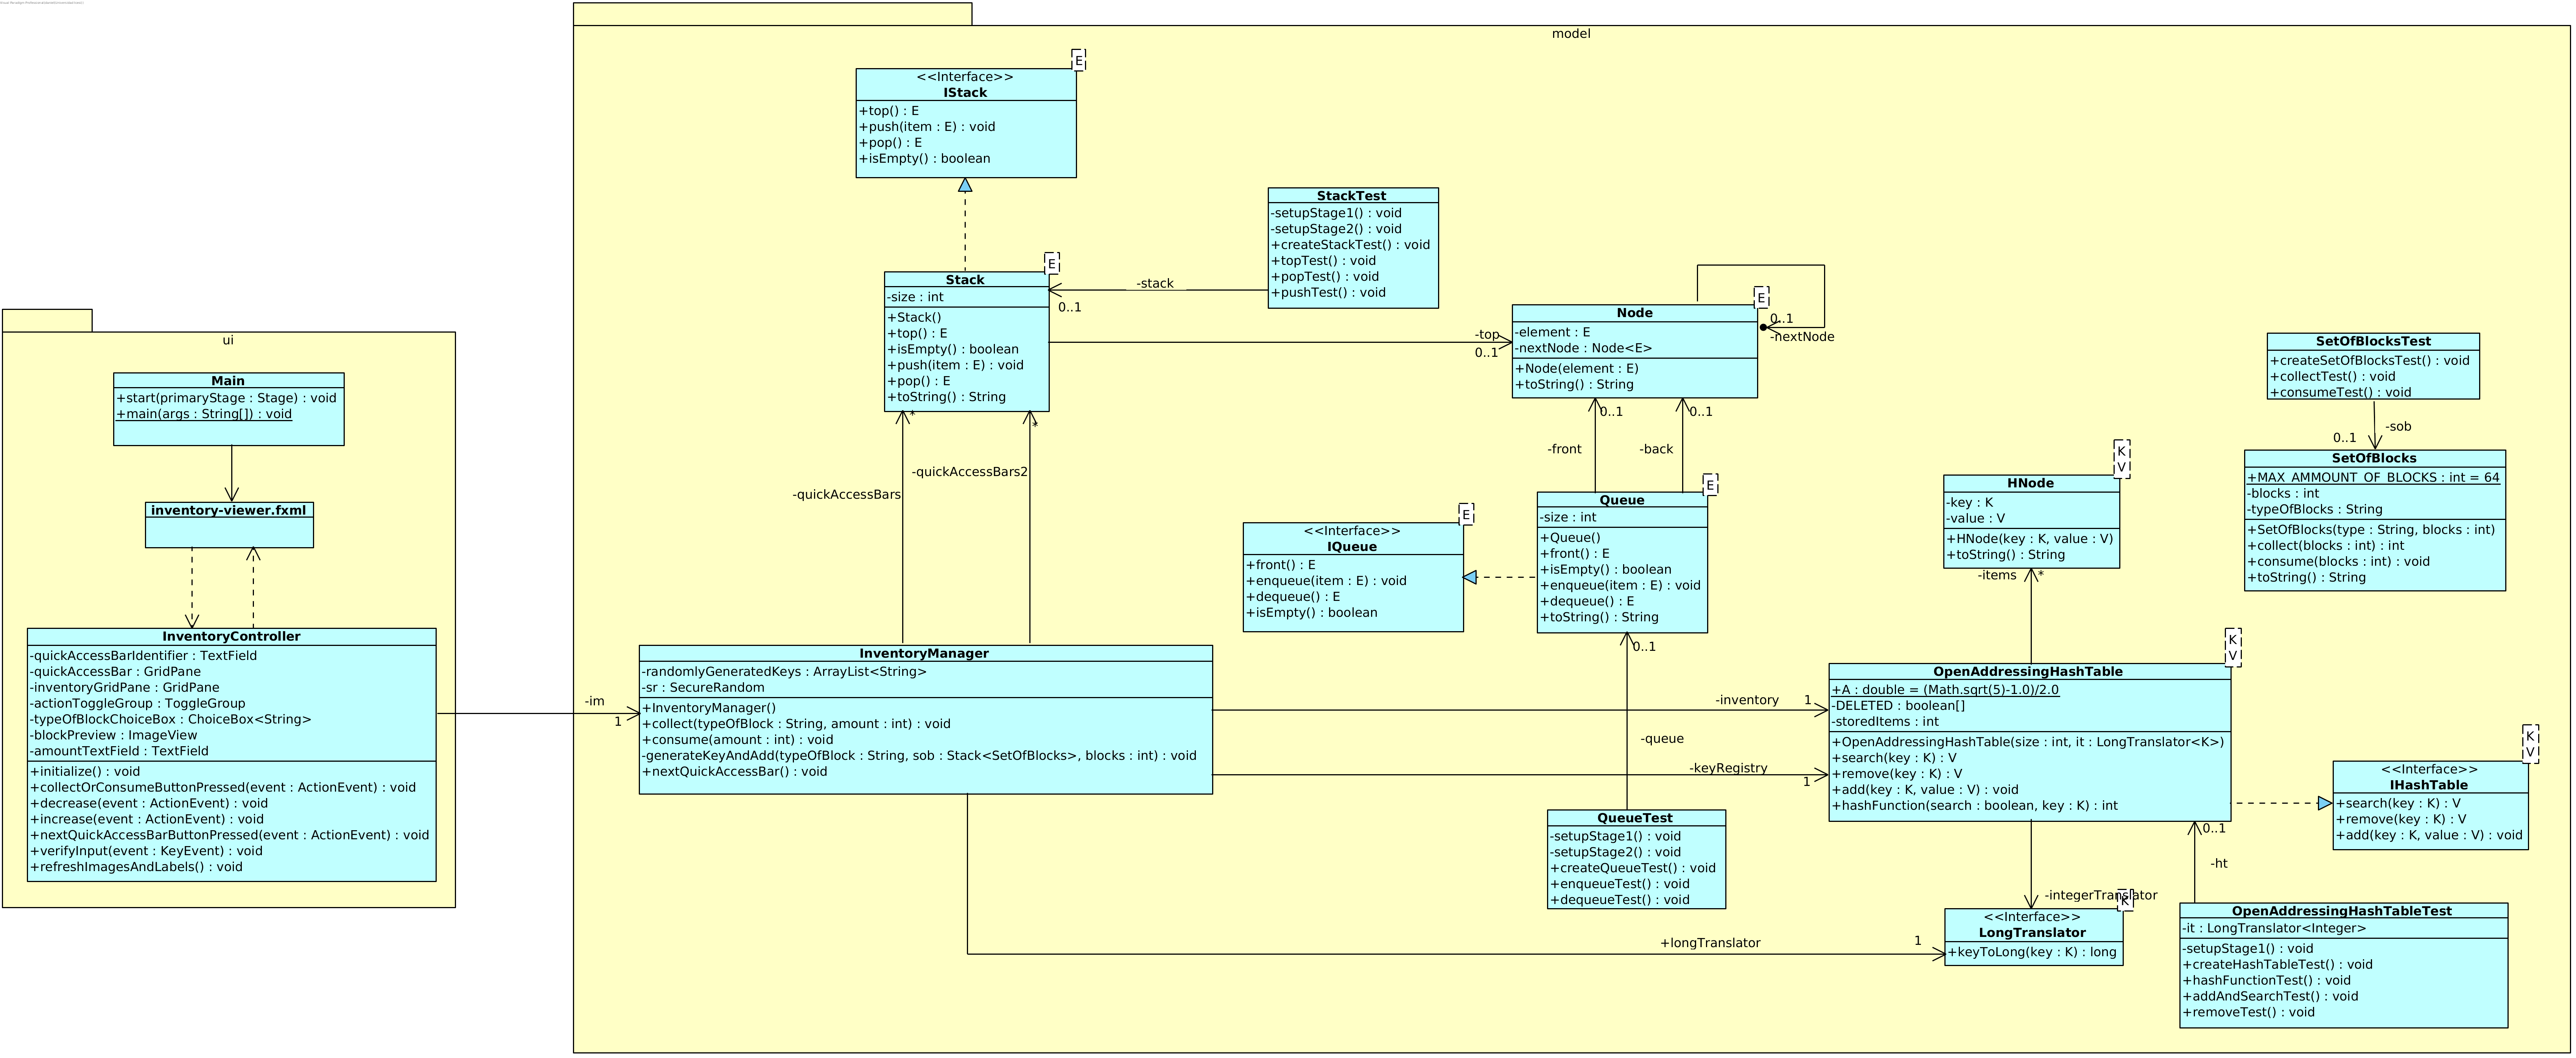 model
E
<<Interface>>
IStack
+top() : E
+push(item : E) : void
+pop() : E
+isEmpty() : boolean
StackTest
-setupStage1() : void
-setupStage2() : void
+createStackTest() : void
+topTest() : void
+popTest() : void
+pushTest() : void
E
Stack
-size : int
+Stack()
+top() : E
+isEmpty() : boolean
+push(item : E) : void
+pop() : E
+toString() : String
-stack
0..1
-top
0..1
E
Node
-element : E
-nextNode : Node<E>
+Node(element : E)
+toString() : String
0..1
-nextNode
ui
Main
+start(primaryStage : Stage) : void
+main(args : String[]) : void
inventory-viewer.fxml
InventoryController
-quickAccessBarIdentifier : TextField
-quickAccessBar : GridPane
-inventoryGridPane : GridPane
-actionToggleGroup : ToggleGroup
-typeOfBlockChoiceBox : ChoiceBox<String>
-blockPreview : ImageView
-amountTextField : TextField
+initialize() : void
+collectOrConsumeButtonPressed(event : ActionEvent) : void
+decrease(event : ActionEvent) : void
+increase(event : ActionEvent) : void
+nextQuickAccessBarButtonPressed(event : ActionEvent) : void
+verifyInput(event : KeyEvent) : void
+refreshImagesAndLabels() : void
-im
1
*
*
-quickAccessBars2
-quickAccessBars
InventoryManager
-randomlyGeneratedKeys : ArrayList<String>
-sr : SecureRandom
+InventoryManager()
+collect(typeOfBlock : String, amount : int) : void
+consume(amount : int) : void
-generateKeyAndAdd(typeOfBlock : String, sob : Stack<SetOfBlocks>, blocks : int) : void
+nextQuickAccessBar() : void
0..1
0..1
-front
-back
E
Queue
-size : int
+Queue()
+front() : E
+isEmpty() : boolean
+enqueue(item : E) : void
+dequeue() : E
+toString() : String
E
<<Interface>>
IQueue
+front() : E
+enqueue(item : E) : void
+dequeue() : E
+isEmpty() : boolean
0..1
-queue
QueueTest
-setupStage1() : void
-setupStage2() : void
+createQueueTest() : void
+enqueueTest() : void
+dequeueTest() : void
-inventory
1
-keyRegistry
1
+longTranslator
1
SetOfBlocksTest
+createSetOfBlocksTest() : void
+collectTest() : void
+consumeTest() : void
-sob
0..1
SetOfBlocks
+MAX_AMMOUNT_OF_BLOCKS : int = 64
-blocks : int
-typeOfBlocks : String
+SetOfBlocks(type : String, blocks : int)
+collect(blocks : int) : int
+consume(blocks : int) : void
+toString() : String
K
V
HNode
-key : K
-value : V
+HNode(key : K, value : V)
+toString() : String
-items
*
K
V
OpenAddressingHashTable
+A : double = (Math.sqrt(5)-1.0)/2.0
-DELETED : boolean[]
-storedItems : int
+OpenAddressingHashTable(size : int, it : LongTranslator<K>)
+search(key : K) : V
+remove(key : K) : V
+add(key : K, value : V) : void
+hashFunction(search : boolean, key : K) : int
K
V
<<Interface>>
IHashTable
+search(key : K) : V
+remove(key : K) : V
+add(key : K, value : V) : void
0..1
-ht
-integerTranslator
K
<<Interface>>
LongTranslator
+keyToLong(key : K) : long
OpenAddressingHashTableTest
-it : LongTranslator<Integer>
-setupStage1() : void
+createHashTableTest() : void
+hashFunctionTest() : void
+addAndSearchTest() : void
+removeTest() : void